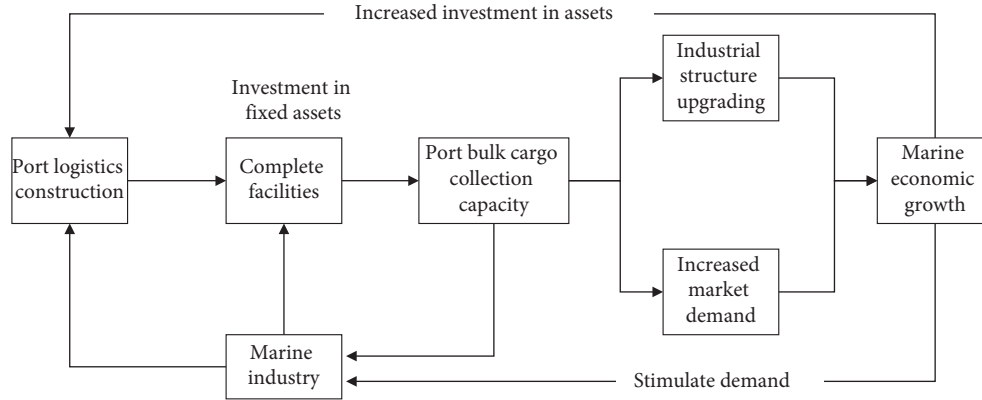 Increased investment in assets
Industrial
structure
upgrading
Investment in
fixed assets
Port logistics
construction
Complete
facilities
Port bulk cargo
collection
capacity
Marine
economic
growth
Increased
market
demand
Marine
industry
Stimulate demand